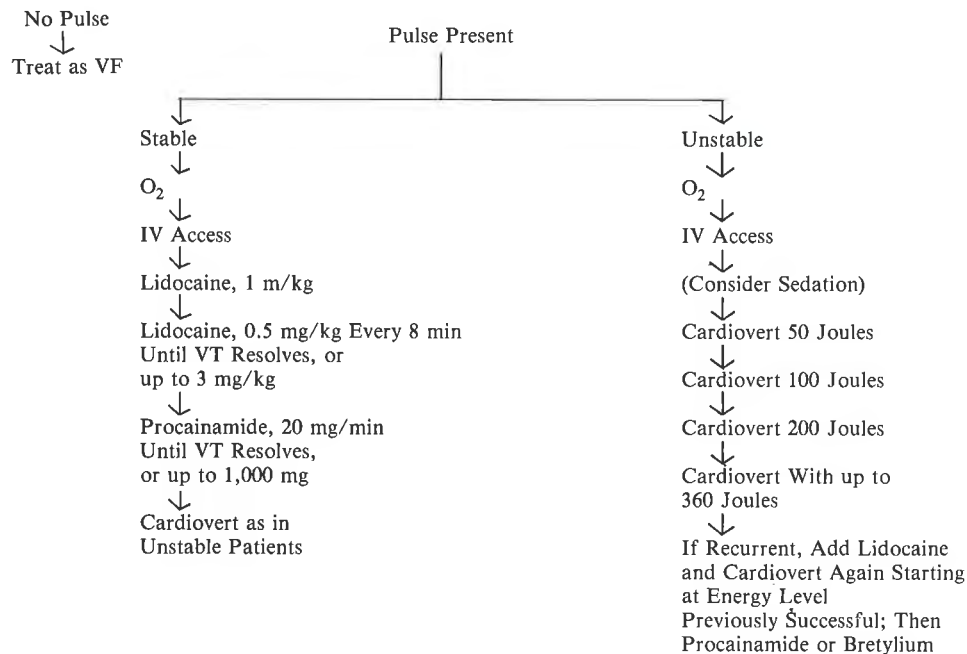 No Pulse
Treat as VF
Pulse Present
Stable
O₂
IV Access
Lidocaine, 1 m/kg
Lidocaine, 0.5 mg/kg Every 8 min
Until VT Resolves, or
up to 3 mg/kg
Procainamide, 20 mg/min
Until VT Resolves,
or up to 1,000 mg
Cardiovert as in
Unstable Patients
Unstable
O₂
IV Access
(Consider Sedation)
Cardiovert 50 Joules
Cardiovert 100 Joules
Cardiovert 200 Joules
Cardiovert With up to
360 Joules
If Recurrent, Add Lidocaine
and Cardiovert Again Starting
at Energy Level
Previously Successful; Then
Procainamide or Bretylium